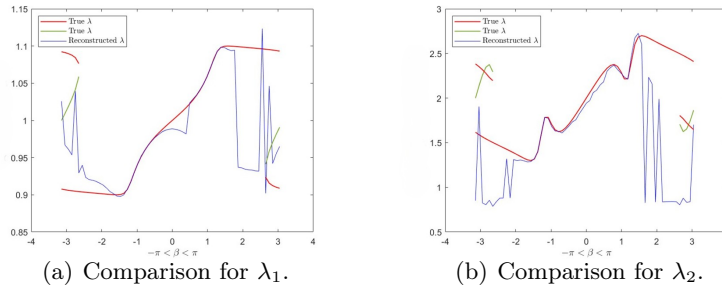 1.15
1.1
1.05
1
0.95
0.9
0.85
-4 -3 -2 -1 0 1 2 3 4
−π < β < π
True λ
True λ
Reconstructed λ
(a) Comparison for λ₁.
3
2.5
2
1.5
1
0.5
-4 -3 -2 -1 0 1 2 3 4
−π < β < π
True λ
True λ
Reconstructed λ
(b) Comparison for λ₂.